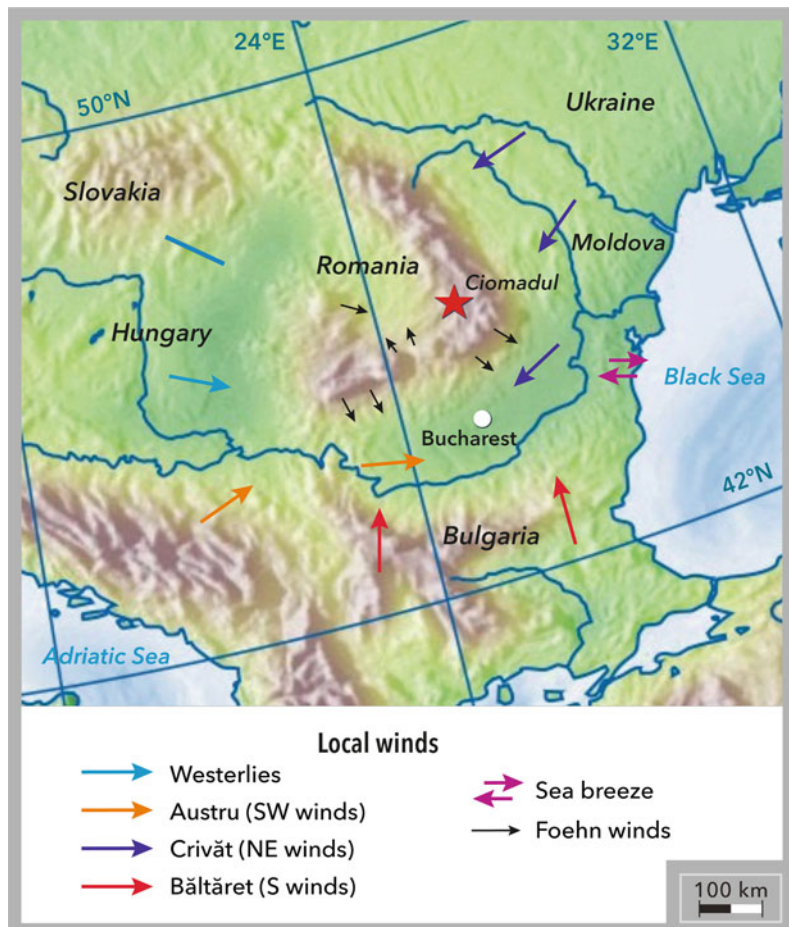 24°E
32°E
50°N
Ukraine
Slovakia
Moldova
Romania
Ciomadul
Hungary
Black Sea
Bucharest
42°N
Bulgaria
Adriatic Sea
Local winds
Westerlies
Austru (SW winds)
Crivăt (NE winds)
Băltăret (S winds)
Sea breeze
Foehn winds
100 km